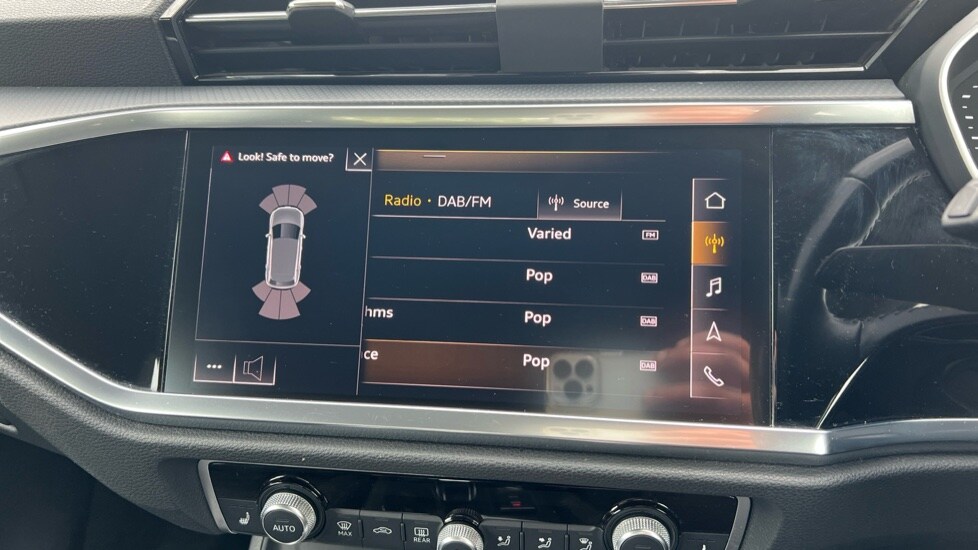 Look! Safe to move?
Radio · DAB/FM
Source
Varied FM
Pop DAB
hms Pop DAB
ce Pop DAB
...
AUTO
MAX
REAR